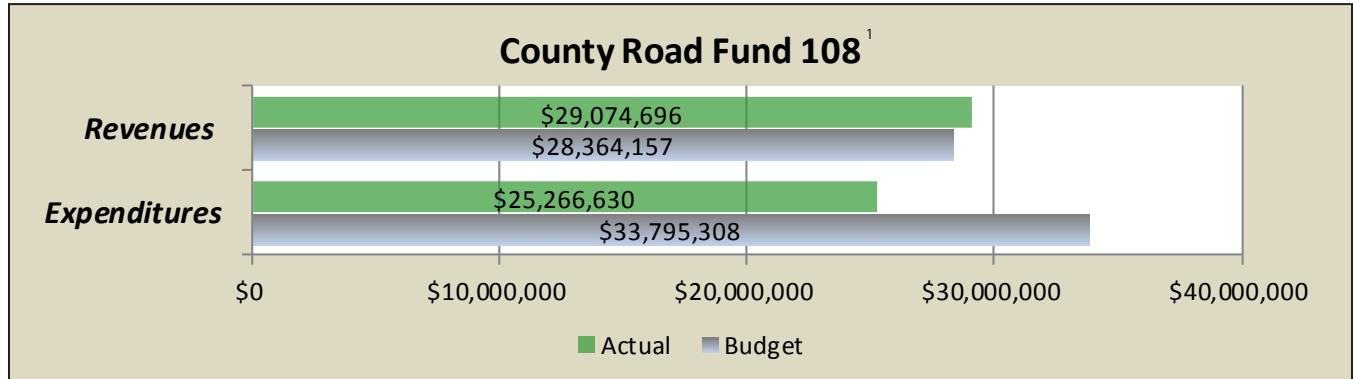 County Road Fund 108 1
Revenues
$29,074,696
$28,364,157
Expenditures
$25,266,630
$33,795,308
$0 $10,000,000 $20,000,000 $30,000,000 $40,000,000
Actual Budget